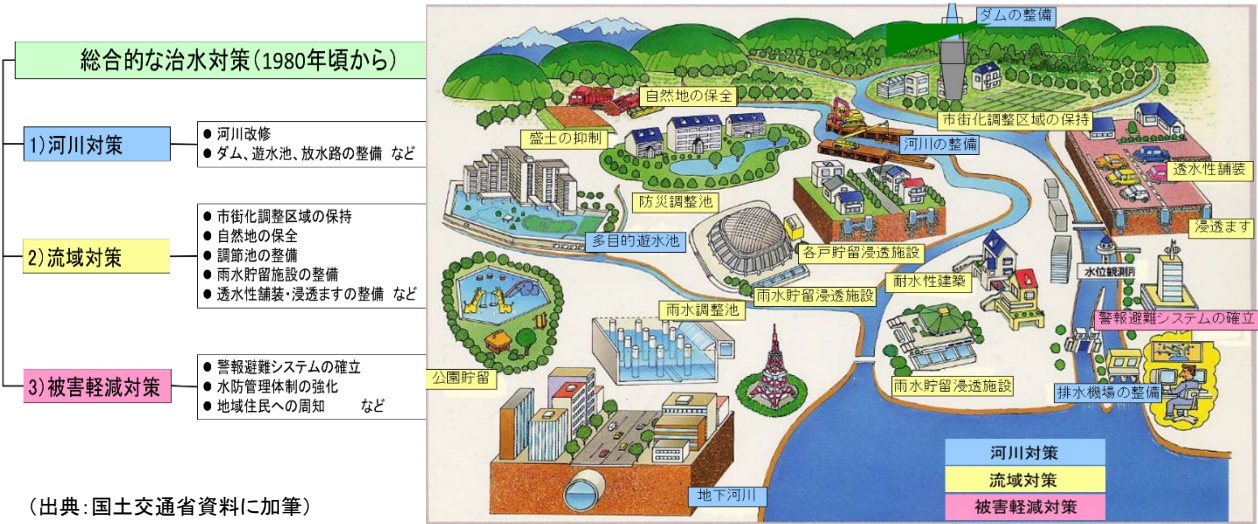 総合的な治水対策(1980年頃から)
1)河川対策
● 河川改修
● ダム、遊水池、放水路の整備 など
2)流域対策
● 市街化調整区域の保持
● 自然地の保全
● 調節池の整備
● 雨水貯留施設の整備
● 透水性舗装・浸透ますの整備 など
3)被害軽減対策
● 警報避難システムの確立
● 水防管理体制の強化
● 地域住民への周知 など
(出典:国土交通省資料に加筆)
ダムの整備
自然地の保全
市街化調整区域の保持
盛土の抑制
河川の整備
透水性舗装
防災調整池
浸透ます
多目的遊水池
各戸貯留浸透施設
水位観測所
耐水性建築
雨水貯留浸透施設
雨水調整池
警報避難システムの確立
公園貯留
雨水貯留浸透施設
排水機場の整備
地下河川
河川対策
流域対策
被害軽減対策